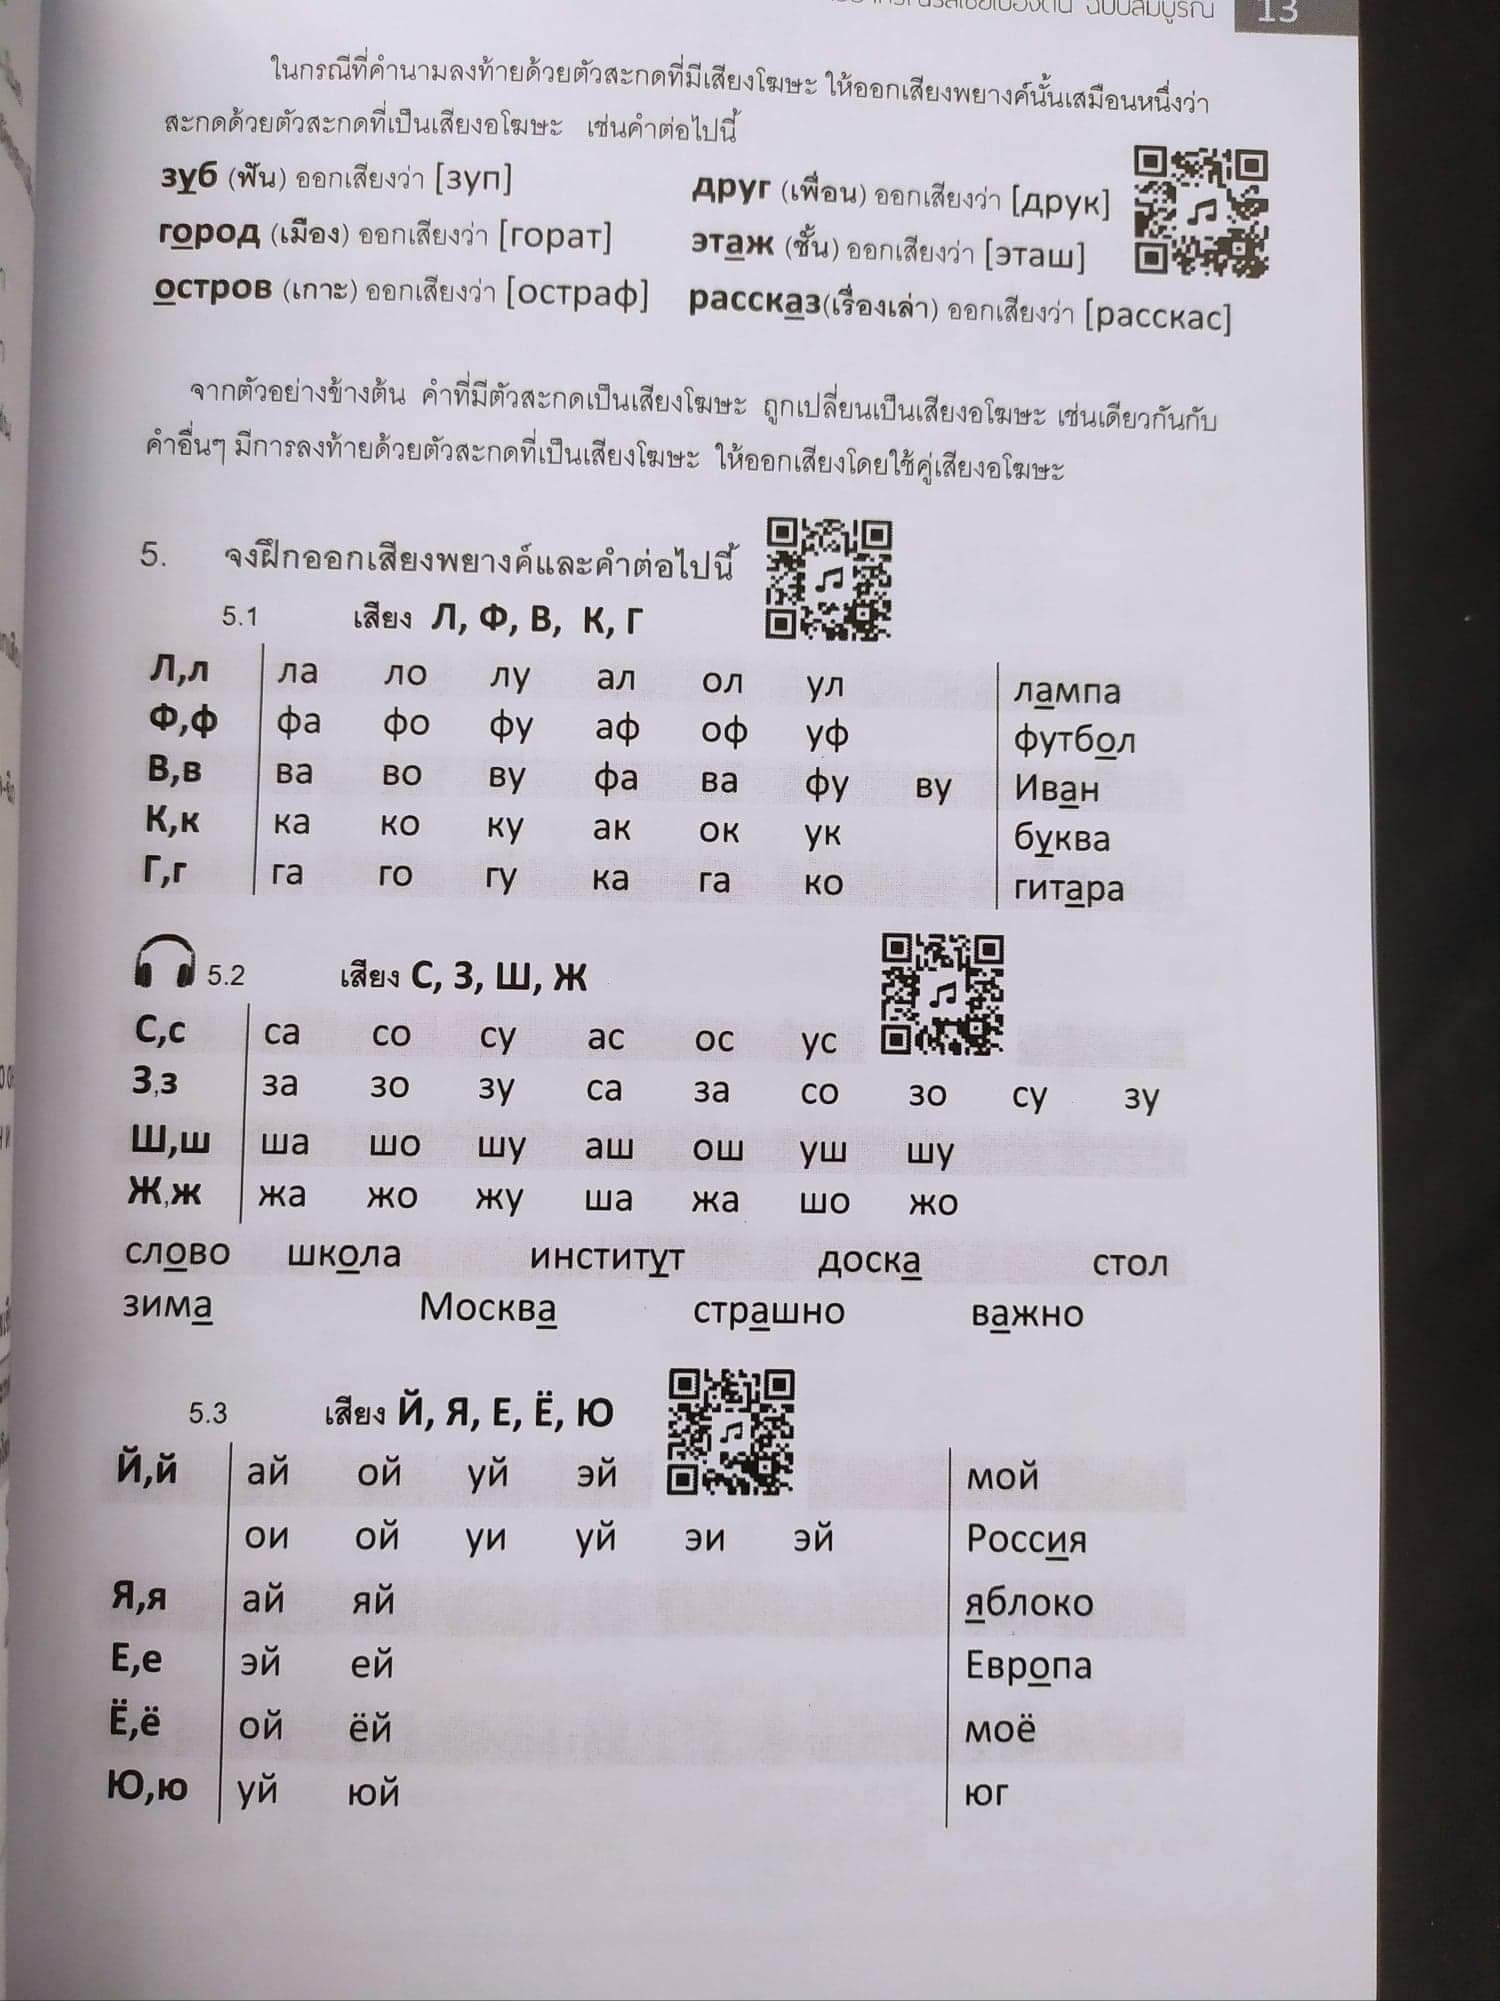 ฉบับสมบูรณ์ 13
ในกรณีที่คำนามลงท้ายด้วยตัวสะกดที่มีเสียงโฆษะ ให้ออกเสียงพยางค์นั้นเสมือนหนึ่งว่า
สะกดด้วยตัวสะกดที่เป็นเสียงอโฆษะ เช่นคำต่อไปนี้
зуб (ฟัน) ออกเสียงว่า [зуп] друг (เพื่อน) ออกเสียงว่า [друк]
город (เมือง) ออกเสียงว่า [горат] этаж (ชั้น) ออกเสียงว่า [эташ]
остров (เกาะ) ออกเสียงว่า [остраф] рассказ(เรื่องเล่า) ออกเสียงว่า [расскас]
จากตัวอย่างข้างต้น คำที่มีตัวสะกดเป็นเสียงโฆษะ ถูกเปลี่ยนเป็นเสียงอโฆษะ เช่นเดียวกันกับ
คำอื่นๆ มีการลงท้ายด้วยตัวสะกดที่เป็นเสียงโฆษะ ให้ออกเสียงโดยใช้คู่เสียงอโฆษะ
5. จงฝึกออกเสียงพยางค์และคำต่อไปนี้
5.1 เสียง Л, Ф, В, К, Г
Л,л ла ло лу ал ол ул лампа
Ф,ф фа фо фу аф оф уф футбол
В,в ва во ву фа ва фу ву Иван
К,к ка ко ку ак ок ук буква
Г,г га го гу ка га ко гитара
5.2 เสียง С, З, Ш, Ж
С,с са со су ас ос ус
З,з за зо зу са за со зо су зу
Ш,ш ша шо шу аш ош уш шу
Ж,ж жа жо жу ша жа шо жо
слово школа институт доска стол
зима Москва страшно важно
5.3 เสียง Й, Я, Е, Ё, Ю
Й,й ай ой уй эй мой
ои ой уи уй эи эй Россия
Я,я ай яй яблоко
Е,е эй ей Европа
Ё,ё ой ёй моё
Ю,ю уй юй юг